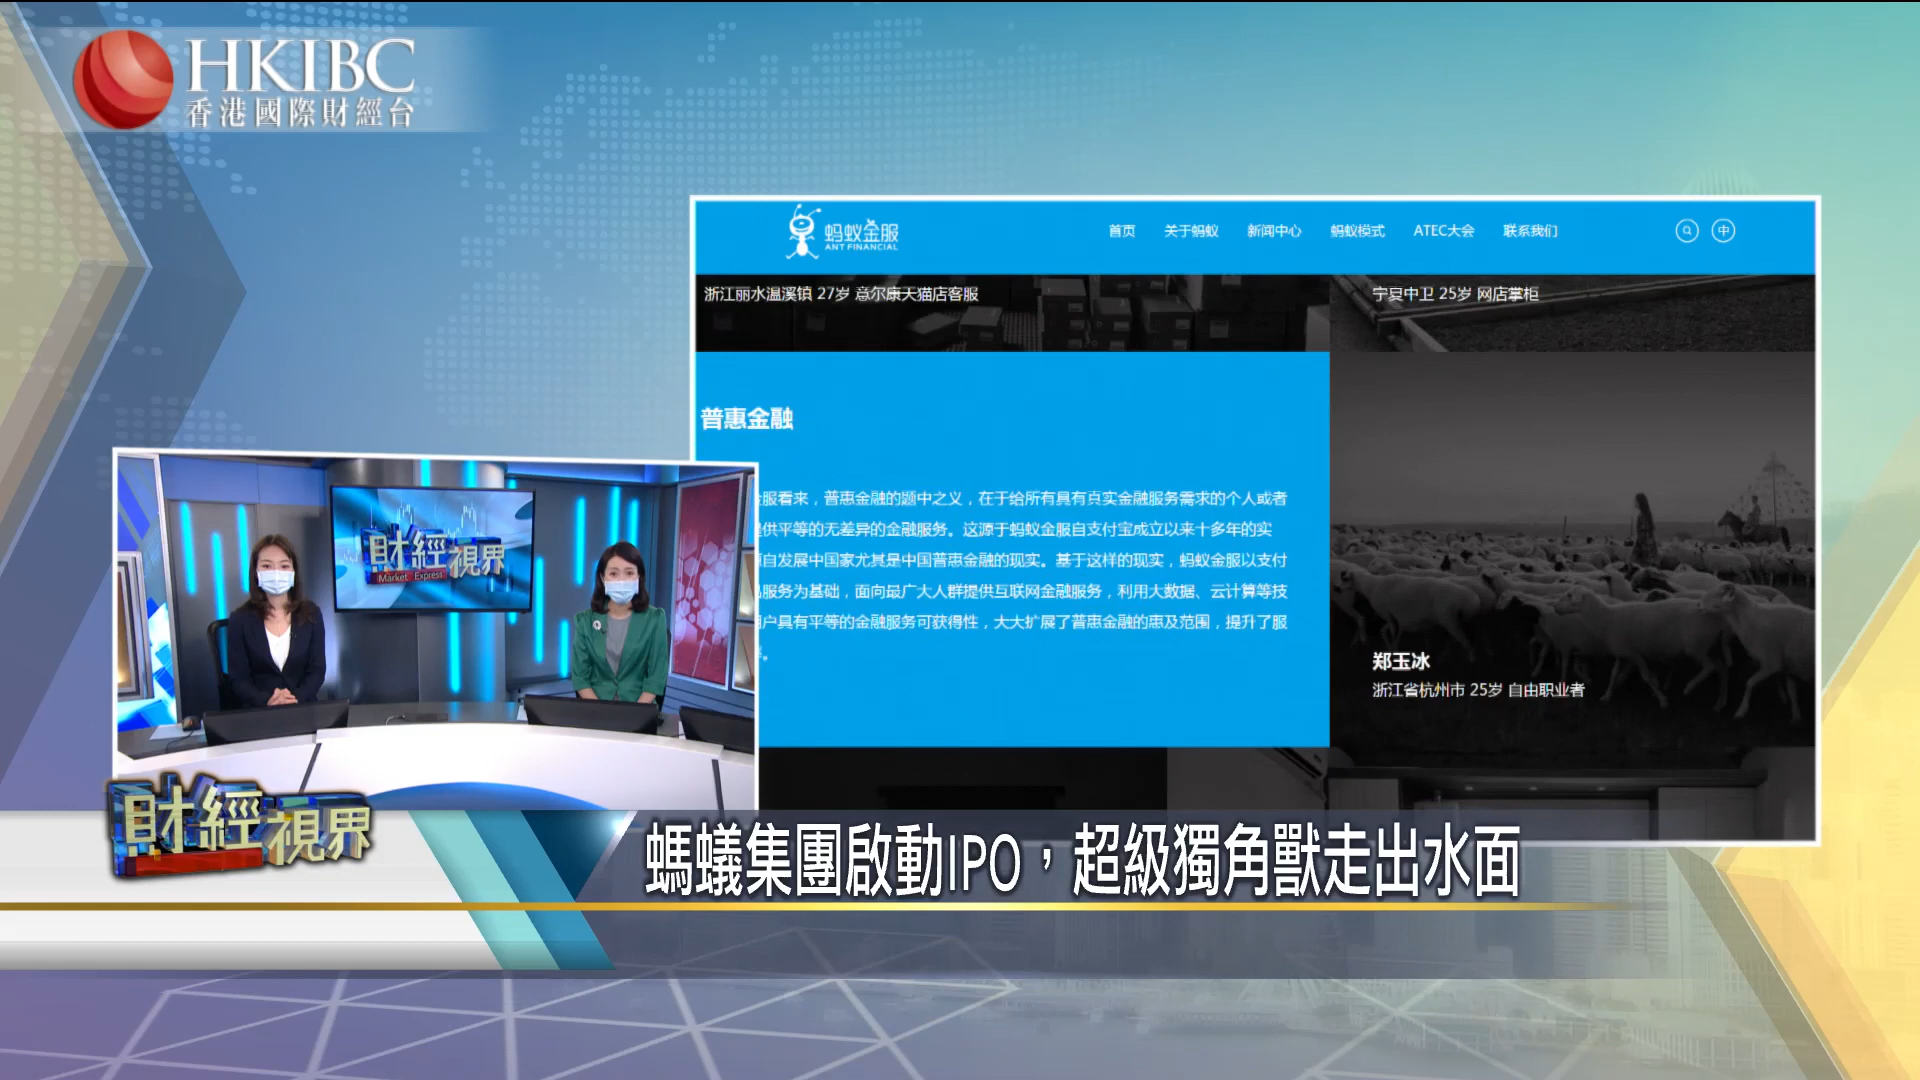 HKIBC
香港國際財經台
蚂蚁金服
ANT FINANCIAL
首页 关于蚂蚁 新闻中心 蚂蚁模式 ATEC大会 联系我们
中
浙江丽水温溪镇 27岁 意尔康天猫店客服
宁夏中卫 25岁 网店掌柜
普惠金融
服看来，普惠金融的题中之义，在于给所有具有真实金融服务需求的个人或者
供平等的无差异的金融服务。这源于蚂蚁金服自支付宝成立以来十多年的实
自发展中国家尤其是中国普惠金融的现实。基于这样的现实，蚂蚁金服以支付
服务为基础，面向最广大人群提供互联网金融服务，利用大数据、云计算等技
户具有平等的金融服务可获得性，大大扩展了普惠金融的惠及范围，提升了服
。
郑玉冰
浙江省杭州市 25岁 自由职业者
財經視界
Market Express
財經視界
螞蟻集團啟動IPO，超級獨角獸走出水面